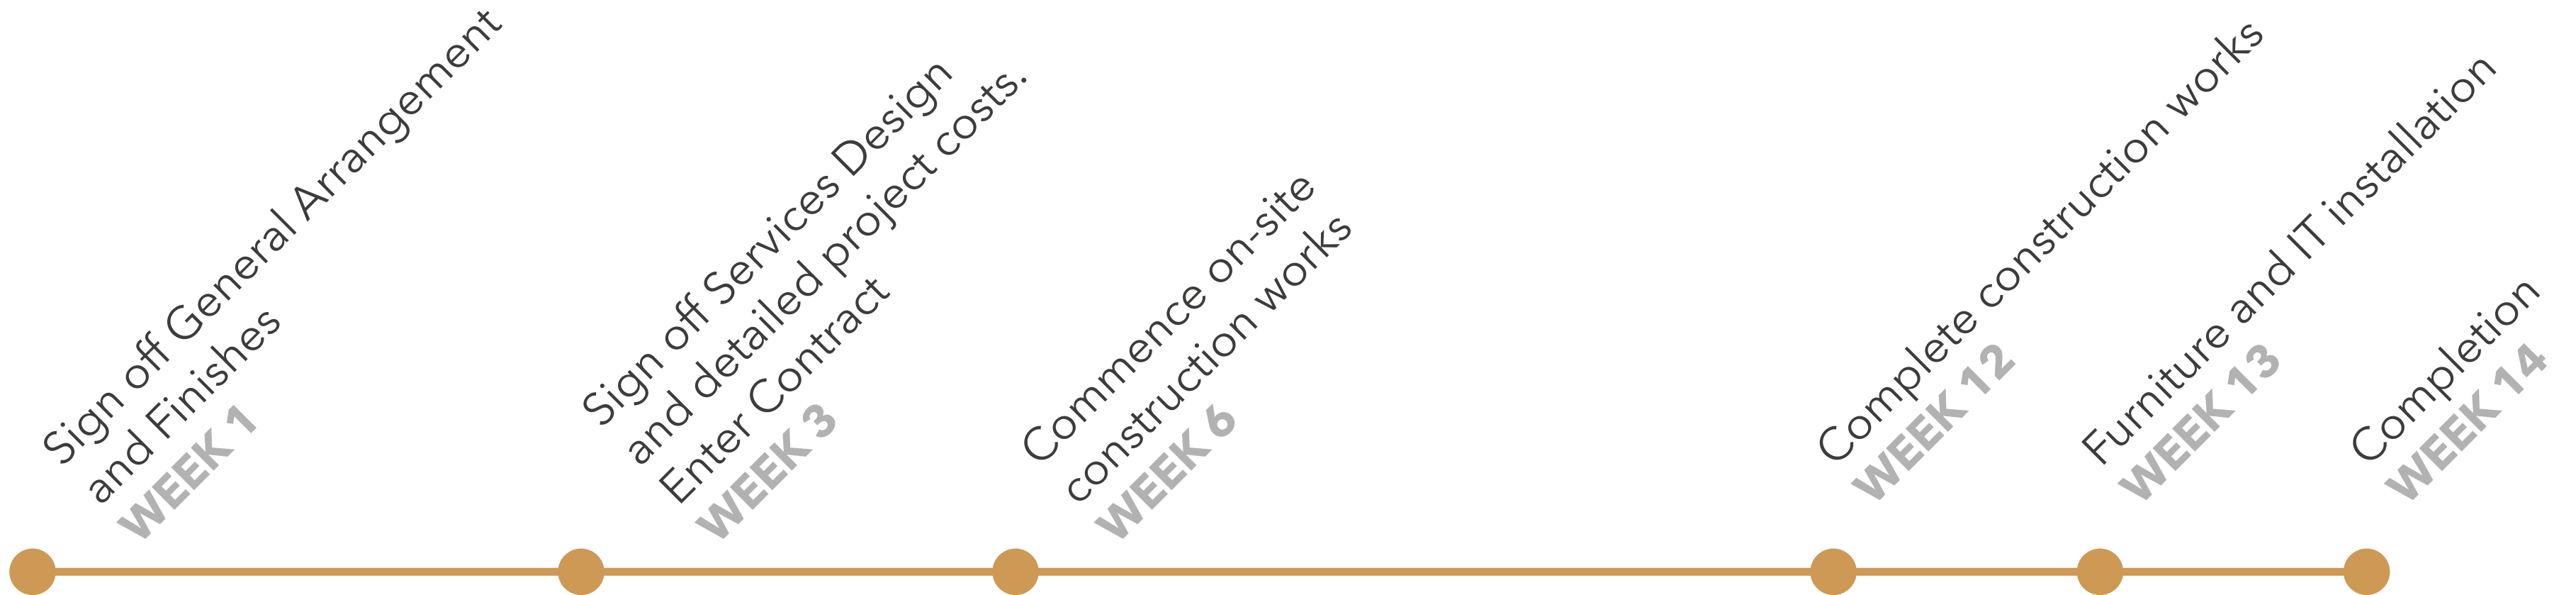 Sign off General Arrangement
and Finishes
WEEK 1
Sign off Services Design
and detailed project costs.
Enter Contract
WEEK 3
Commence on-site
construction works
WEEK 6
Complete construction works
WEEK 12
Furniture and IT installation
WEEK 13
Completion
WEEK 14